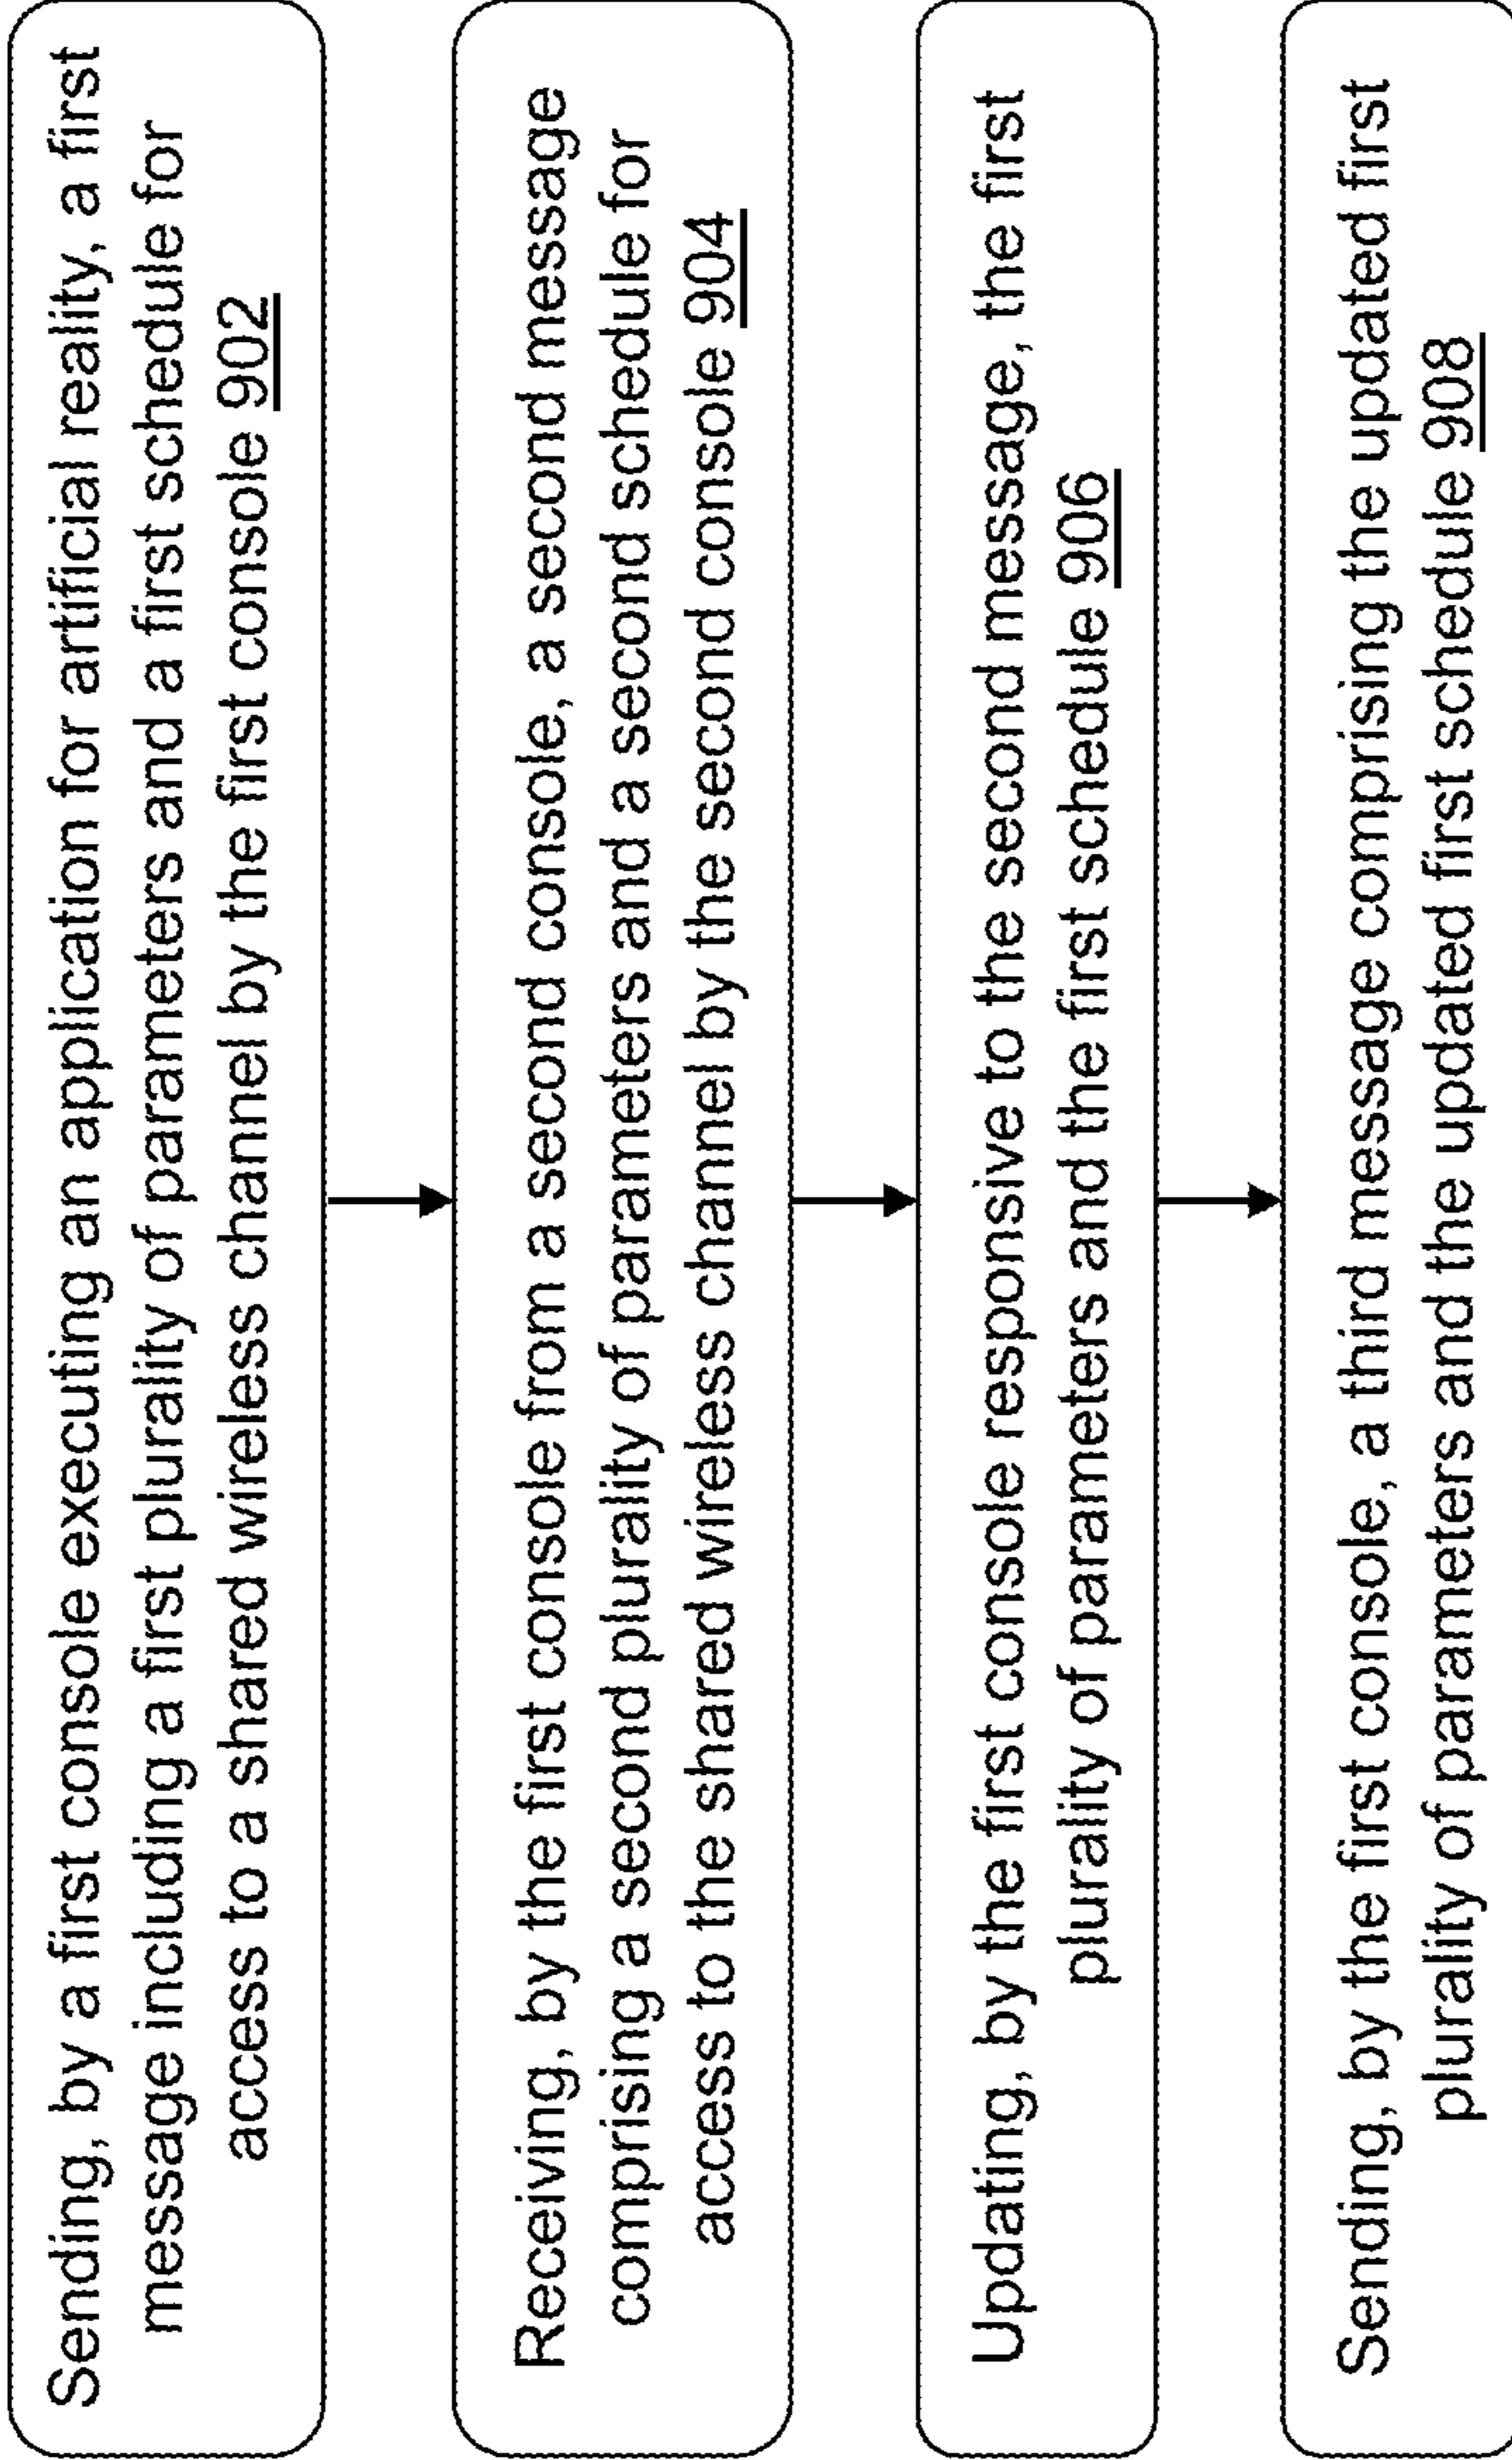 Sending, by a first console executing an application for artificial reality, a first
message including a first plurality of parameters and a first schedule for
access to a shared wireless channel by the first console 902
Receiving, by the first console from a second console, a second message
comprising a second plurality of parameters and a second schedule for
access to the shared wireless channel by the second console 904
Updating, by the first console responsive to the second message, the first
plurality of parameters and the first schedule 906
Sending, by the first console, a third message comprising the updated first
plurality of parameters and the updated first schedule 908